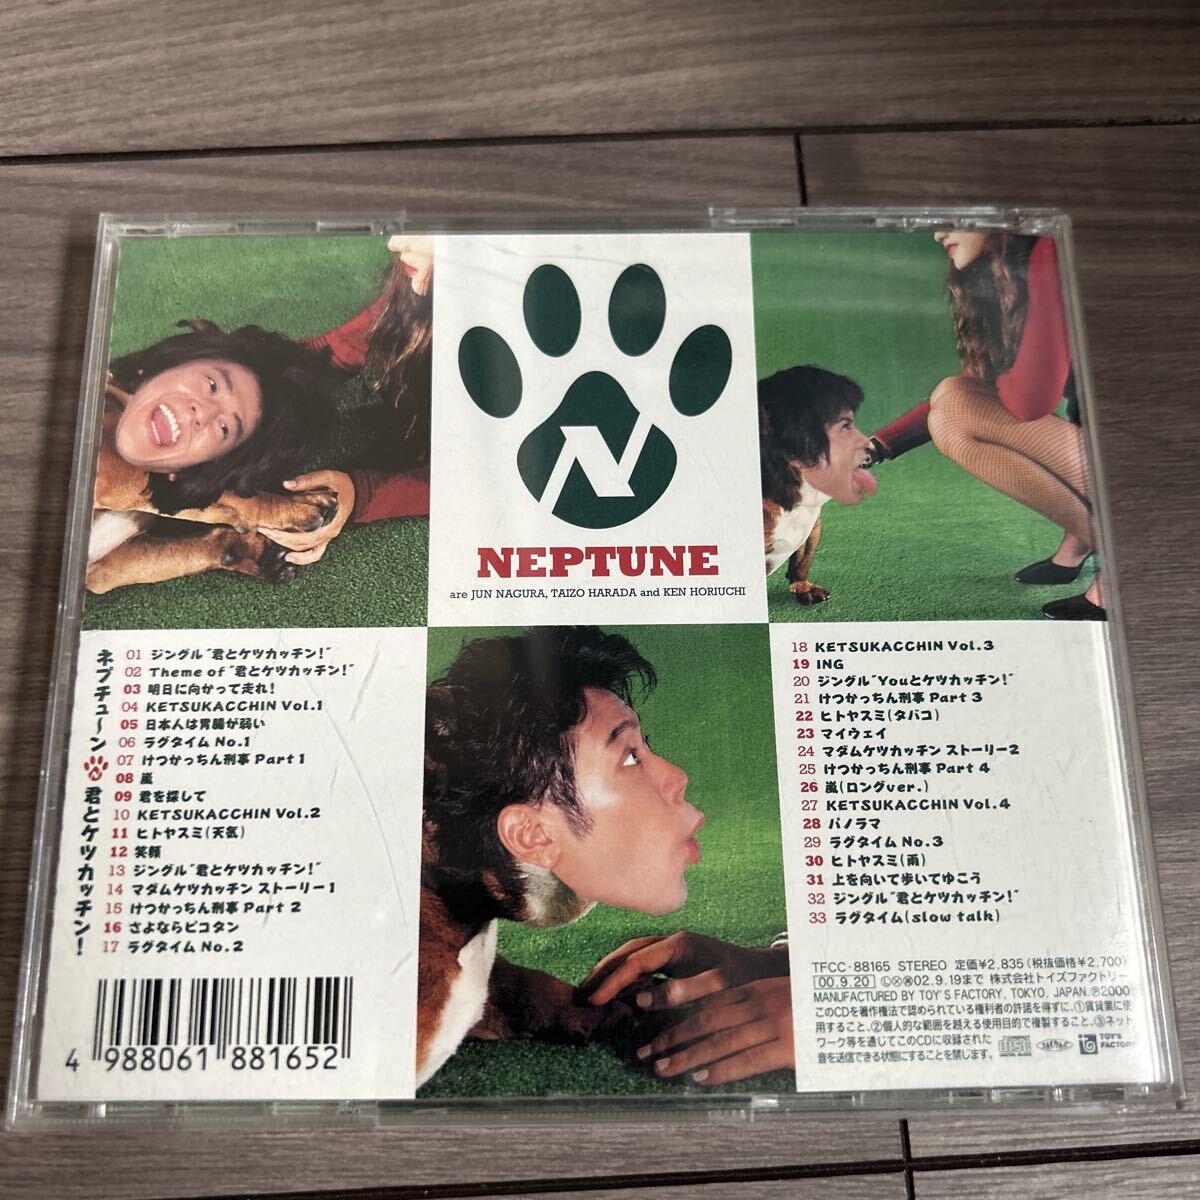 N
NEPTUNE
are JUN NAGURA, TAIZO HARADA and KEN HORIUCHI
ネプチューン
N
君とケツカッチン!
01 ジングル"君とケツカッチン!"
02 Theme of "君とケツカッチン!"
03 明日に向かって走れ!
04 KETSUKACCHIN Vol.1
05 日本人は胃腸が弱い
06 ラグタイム No.1
07 けつかっちん刑事 Part 1
08 嵐
09 君を探して
10 KETSUKACCHIN Vol.2
11 ヒトヤスミ(天気)
12 笑顔
13 ジングル"君とケツカッチン!"
14 マダムケツカッチン ストーリー1
15 けつかっちん刑事 Part 2
16 さよならピコタン
17 ラグタイム No.2
18 KETSUKACCHIN Vol.3
19 ING
20 ジングル"Youとケツカッチン!"
21 けつかっちん刑事 Part 3
22 ヒトヤスミ(タバコ)
23 マイウェイ
24 マダムケツカッチン ストーリー2
25 けつかっちん刑事 Part 4
26 嵐(ロングver.)
27 KETSUKACCHIN Vol.4
28 パノラマ
29 ラグタイム No.3
30 ヒトヤスミ(雨)
31 上を向いて歩いてゆこう
32 ジングル"君とケツカッチン!"
33 ラグタイム(slow talk)
4 988061 881652
TFCC-88165 STEREO 定価¥2,835(税抜価格¥2,700)
00.9.20 02.9.19まで 株式会社トイズファクトリー
MANUFACTURED BY TOY'S FACTORY, TOKYO, JAPAN. Ⓟ2000
このCDを著作権法で認められている権利者の許諾を得ずに、①賃貸業に使
用すること、②個人的な範囲を越える使用目的で複製すること、③ネット
ワーク等を通じてこのCDに収録された
音を送信できる状態にすることを禁じます。
disc
DIGITAL AUDIO
JASRAC
TOY'S FACTORY